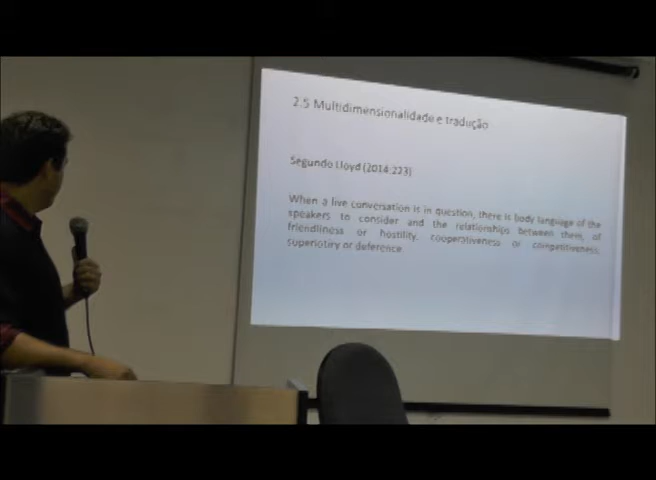 2.5 Multidimensionalidade e tradução
Segundo Lloyd (2014:223)
When a live conversation is in question, there is body language of the
speakers to consider and the relationships between them, of
friendliness or hostility, cooperativeness or competitiveness,
superiotiry or deference